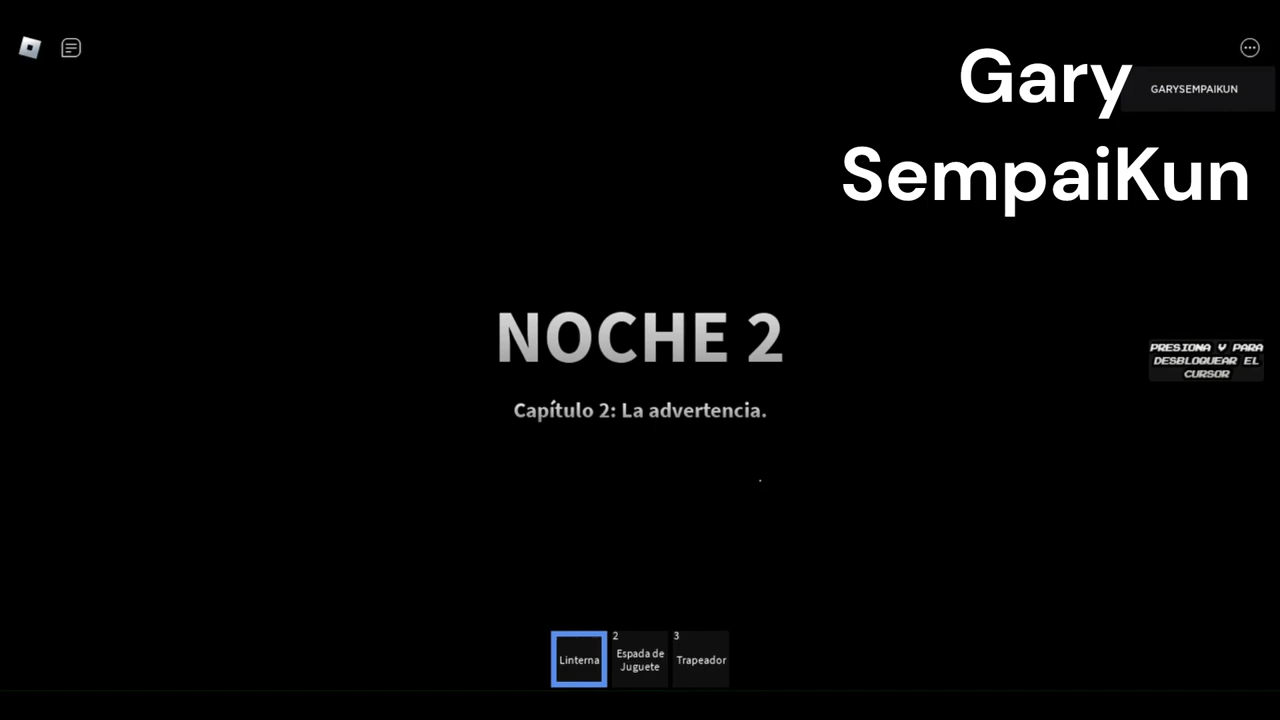 Gary
GARYSEMPAIKUN
SempaiKun
NOCHE 2
PRESIONA V PARA
DESBLOQUEAR EL
CURSOR
Capítulo 2: La advertencia.
Linterna
2
Espada de
Juguete
3
Trapeador